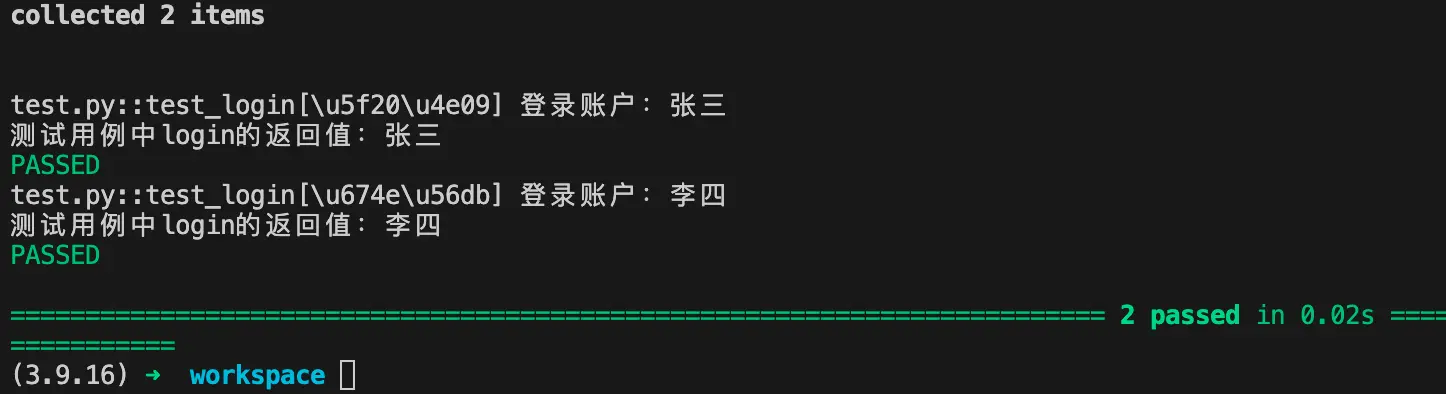 collected 2 items
test.py::test_login[\u5f20\u4e09] 登录账户：张三
测试用例中login的返回值：张三
PASSED
test.py::test_login[\u674e\u56db] 登录账户：李四
测试用例中login的返回值：李四
PASSED
========================================================================= 2 passed in 0.02s ====
===========
(3.9.16) ➜  workspace